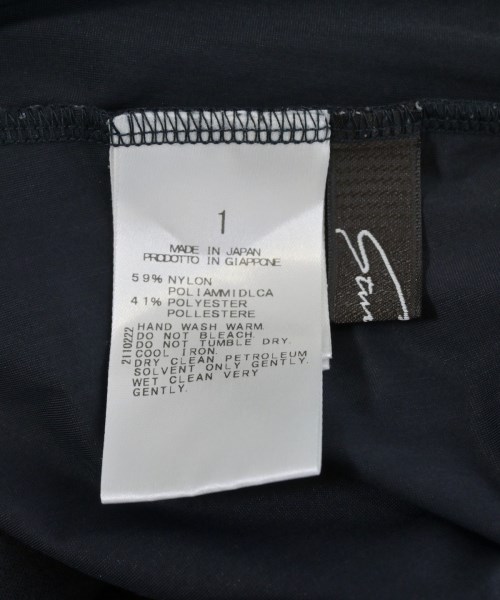 1
MADE IN JAPAN
PRODOTTO IN GIAPPONE
59% NYLON
POLIAMMIDLCA
41% POLYESTER
POLLESTERE
HAND WASH WARM.
DO NOT BLEACH.
DO NOT TUMBLE DRY.
COOL IRON.
DRY CLEAN PETROLEUM
SOLVENT ONLY GENTLY.
WET CLEAN VERY
GENTLY.
2110222